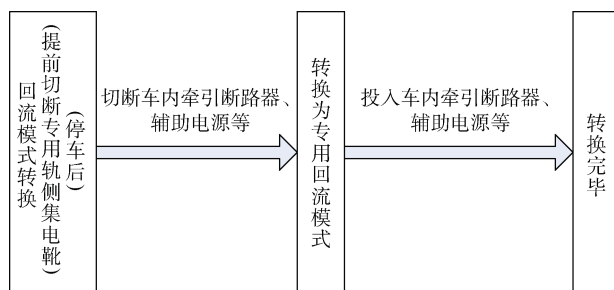 回流模式转换
(提前切断专用轨侧集电靴)
(停车后)
切断车内牵引断路器、
辅助电源等
转换为专用回流模式
投入车内牵引断路器、
辅助电源等
转换完毕